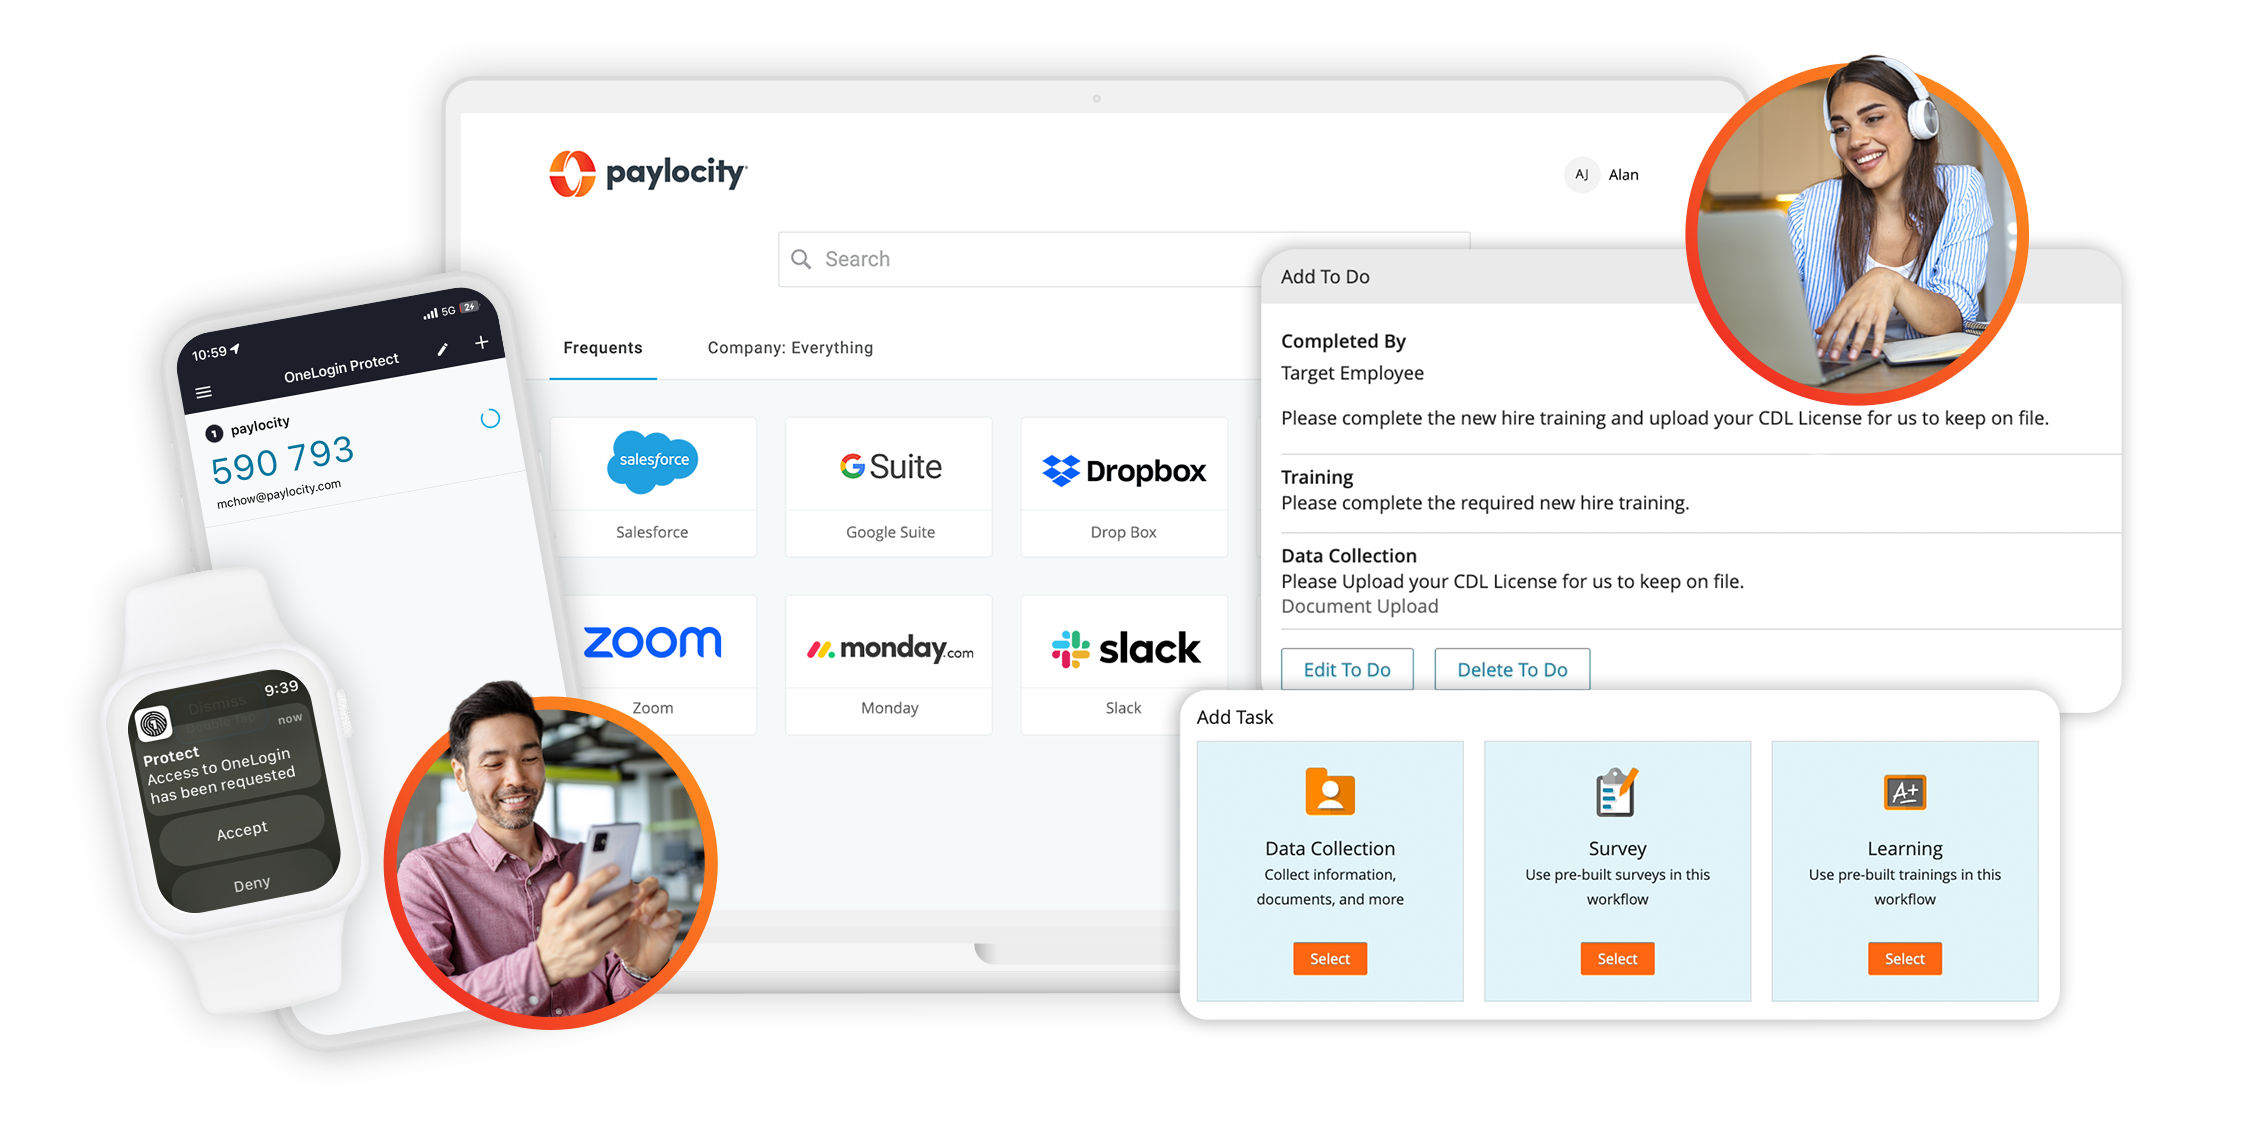 paylocity
AJ Alan
Search
Frequents
Company: Everything
salesforce
Salesforce
G Suite
Google Suite
Dropbox
Drop Box
zoom
Zoom
monday.com
Monday
slack
Slack
10:59
5G 24
OneLogin Protect
1 paylocity
590 793
mchow@paylocity.com
9:39
Dismiss
Double Tap
now
Protect
Access to OneLogin
has been requested
Accept
Deny
Add To Do
Completed By
Target Employee
Please complete the new hire training and upload your CDL License for us to keep on file.
Training
Please complete the required new hire training.
Data Collection
Please Upload your CDL License for us to keep on file.
Document Upload
Edit To Do
Delete To Do
Add Task
Data Collection
Collect information,
documents, and more
Select
Survey
Use pre-built surveys in this
workflow
Select
A+
Learning
Use pre-built trainings in this
workflow
Select